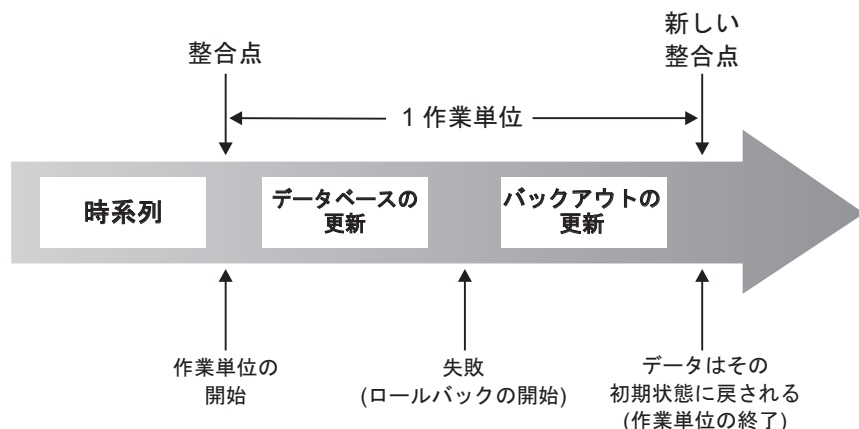 整合点
新しい
整合点
1 作業単位
時系列
データベースの
更新
バックアウトの
更新
作業単位の
開始
失敗
(ロールバックの開始)
データはその
初期状態に戻される
(作業単位の終了)